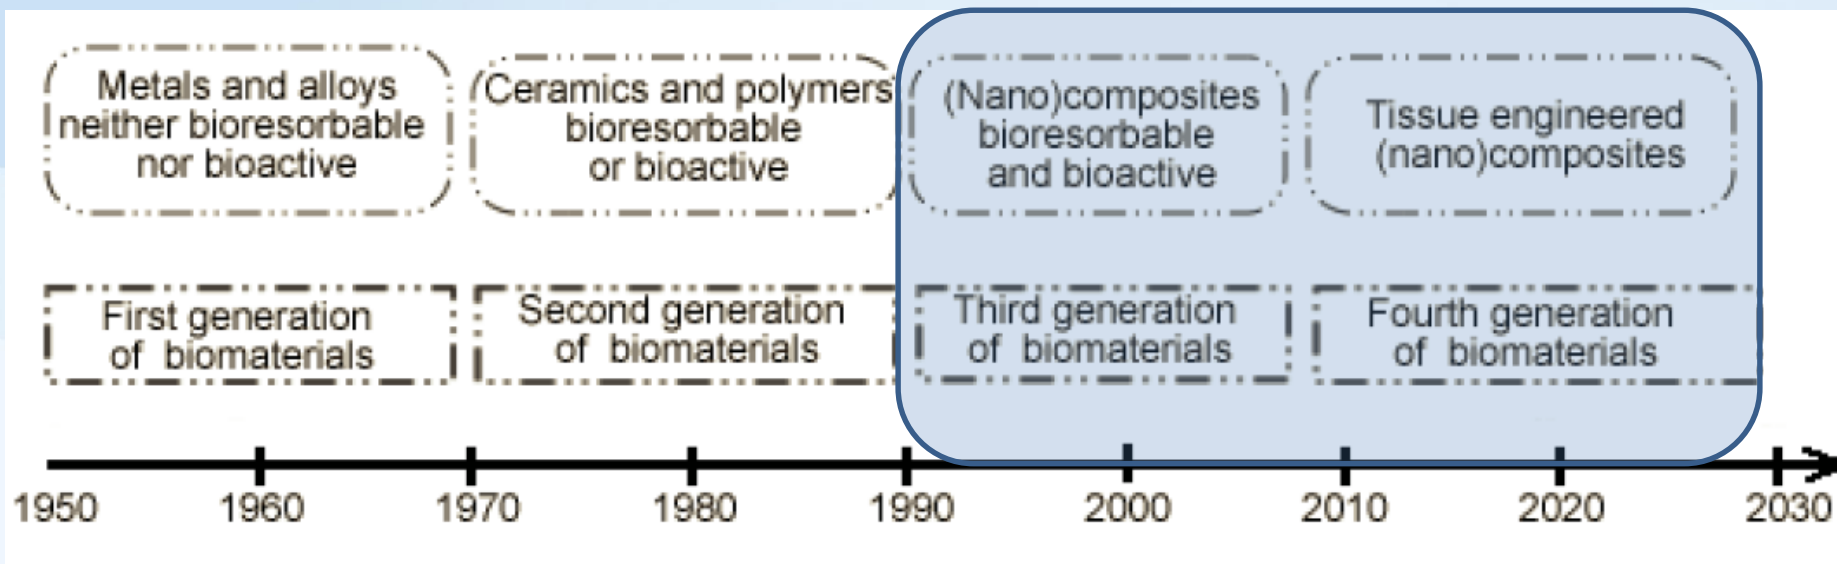 Metals and alloys
neither bioresorbable
nor bioactive
Ceramics and polymers
bioresorbable
or bioactive
(Nano)composites
bioresorbable
and bioactive
Tissue engineered
(nano)composites
First generation
of biomaterials
Second generation
of biomaterials
Third generation
of biomaterials
Fourth generation
of biomaterials
1950 1960 1970 1980 1990 2000 2010 2020 2030